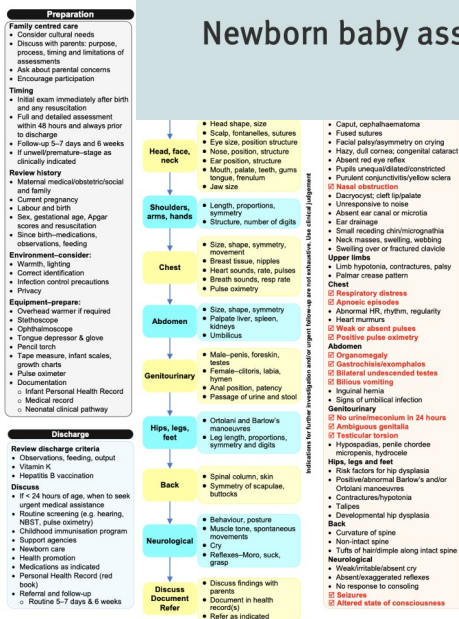 Newborn baby ass
Preparation
Family centred care
• Consider cultural needs
• Discuss with parents: purpose,
process, timing and limitations of
assessments
• Ask about parental concerns
• Encourage participation
Timing
• Initial exam immediately after birth
and any resuscitation
• Full and detailed assessment
within 48 hours and always prior
to discharge
• Follow-up 5–7 days and 6 weeks
• If unwell/premature–stage as
clinically indicated
Review history
• Maternal medical/obstetric/social
and family
• Current pregnancy
• Labour and birth
• Sex, gestational age, Apgar
scores and resuscitation
• Since birth–medications,
observations, feeding
Environment–consider:
• Warmth, lighting
• Correct identification
• Infection control precautions
• Privacy
Equipment–prepare:
• Overhead warmer if required
• Stethoscope
• Ophthalmoscope
• Tongue depressor & glove
• Pencil torch
• Tape measure, infant scales,
growth charts
• Pulse oximeter
• Documentation
o Infant Personal Health Record
o Medical record
o Neonatal clinical pathway
Discharge
Review discharge criteria
• Observations, feeding, output
• Vitamin K
• Hepatitis B vaccination
Discuss
• If < 24 hours of age, when to seek
urgent medical assistance
• Routine screening (e.g. hearing,
NBST, pulse oximetry)
• Childhood immunisation program
• Support agencies
• Newborn care
• Health promotion
• Medications as indicated
• Personal Health Record (red
book)
• Referral and follow-up
o Routine 5–7 days & 6 weeks
Head, face,
neck
• Head shape, size
• Scalp, fontanelles, sutures
• Eye size, position structure
• Nose, position, structure
• Ear position, structure
• Mouth, palate, teeth, gums
tongue, frenulum
• Jaw size
Shoulders,
arms, hands
• Length, proportions,
symmetry
• Structure, number of digits
Chest
• Size, shape, symmetry,
movement
• Breast tissue, nipples
• Heart sounds, rate, pulses
• Breath sounds, resp rate
• Pulse oximetry
Abdomen
• Size, shape, symmetry
• Palpate liver, spleen,
kidneys
• Umbilicus
Genitourinary
• Male–penis, foreskin,
testes
• Female–clitoris, labia,
hymen
• Anal position, patency
• Passage of urine and stool
Hips, legs,
feet
• Ortolani and Barlow's
manoeuvres
• Leg length, proportions,
symmetry and digits
Back
• Spinal column, skin
• Symmetry of scapulae,
buttocks
Neurological
• Behaviour, posture
• Muscle tone, spontaneous
movements
• Cry
• Reflexes–Moro, suck,
grasp
Discuss
Document
Refer
• Discuss findings with
parents
• Document in health
record(s)
• Refer as indicated
Indications for further investigation and/or urgent follow-up are not exhaustive. Use clinical judgement
• Caput, cephalhaematoma
• Fused sutures
• Facial palsy/asymmetry on crying
• Hazy, dull cornea; congenital cataract
• Absent red eye reflex
• Pupils unequal/dilated/constricted
• Purulent conjunctivitis/yellow sclera
☑ Nasal obstruction
• Dacryocyst; cleft lip/palate
• Unresponsive to noise
• Absent ear canal or microtia
• Ear drainage
• Small receding chin/micrognathia
• Neck masses, swelling, webbing
• Swelling over or fractured clavicle
Upper limbs
• Limb hypotonia, contractures, palsy
• Palmar crease pattern
Chest
☑ Respiratory distress
☑ Apnoeic episodes
• Abnormal HR, rhythm, regularity
• Heart murmurs
☑ Weak or absent pulses
☑ Positive pulse oximetry
Abdomen
☑ Organomegaly
☑ Gastrochisis/exomphalos
☑ Bilateral undescended testes
☑ Bilious vomiting
• Inguinal hernia
• Signs of umbilical infection
Genitourinary
☑ No urine/meconium in 24 hours
☑ Ambiguous genitalia
☑ Testicular torsion
• Hypospadias, penile chordee
micropenis, hydrocele
Hips, legs and feet
• Risk factors for hip dysplasia
• Positive/abnormal Barlow's and/or
Ortolani manoeuvres
• Contractures/hypotonia
• Talipes
• Developmental hip dysplasia
Back
• Curvature of spine
• Non-intact spine
• Tufts of hair/dimple along intact spine
Neurological
• Weak/irritable/absent cry
• Absent/exaggerated reflexes
• No response to consoling
☑ Seizures
☑ Altered state of consciousness